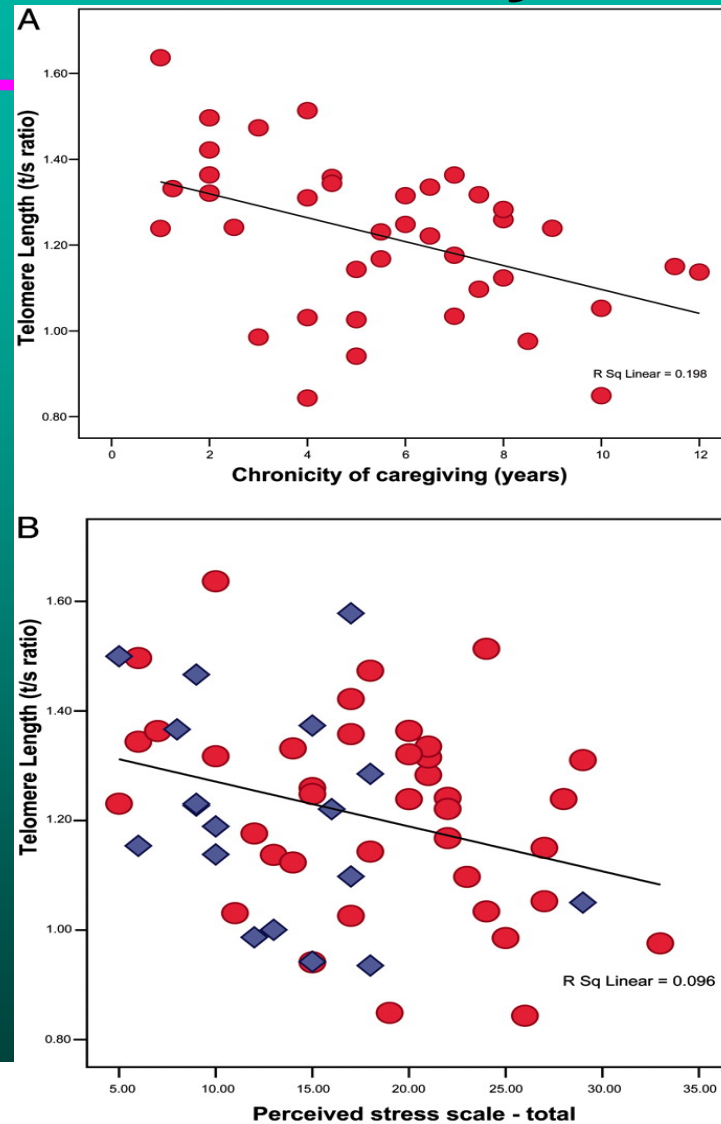 A
Telomere Length (t/s ratio)
1.60
1.40
1.20
1.00
0.80
R Sq Linear = 0.198
0 2 4 6 8 10 12
Chronicity of caregiving (years)
B
Telomere Length (t/s ratio)
1.60
1.40
1.20
1.00
0.80
R Sq Linear = 0.096
5.00 10.00 15.00 20.00 25.00 30.00 35.00
Perceived stress scale - total